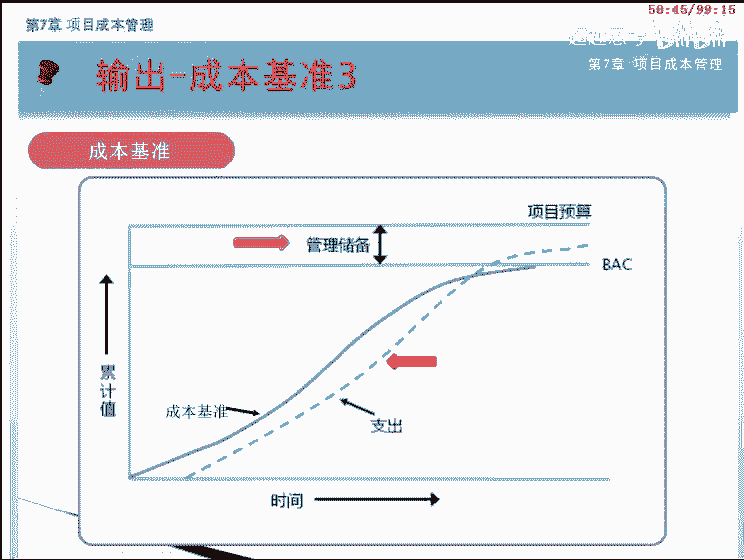 50:45/99:15
第7章 项目成本管理
第7章 项目成本管理
输出-成本基准3
成本基准
项目预算
管理储备
BAC
累计值
成本基准
支出
时间